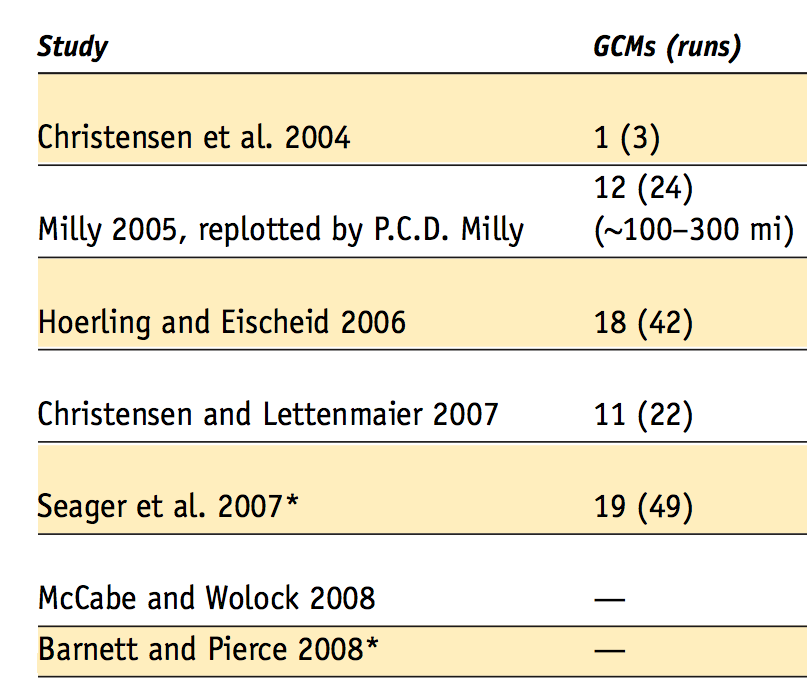 Study GCMs (runs)
Christensen et al. 2004 1 (3)
12 (24)
Milly 2005, replotted by P.C.D. Milly (~100–300 mi)
Hoerling and Eischeid 2006 18 (42)
Christensen and Lettenmaier 2007 11 (22)
Seager et al. 2007* 19 (49)
McCabe and Wolock 2008 —
Barnett and Pierce 2008* —